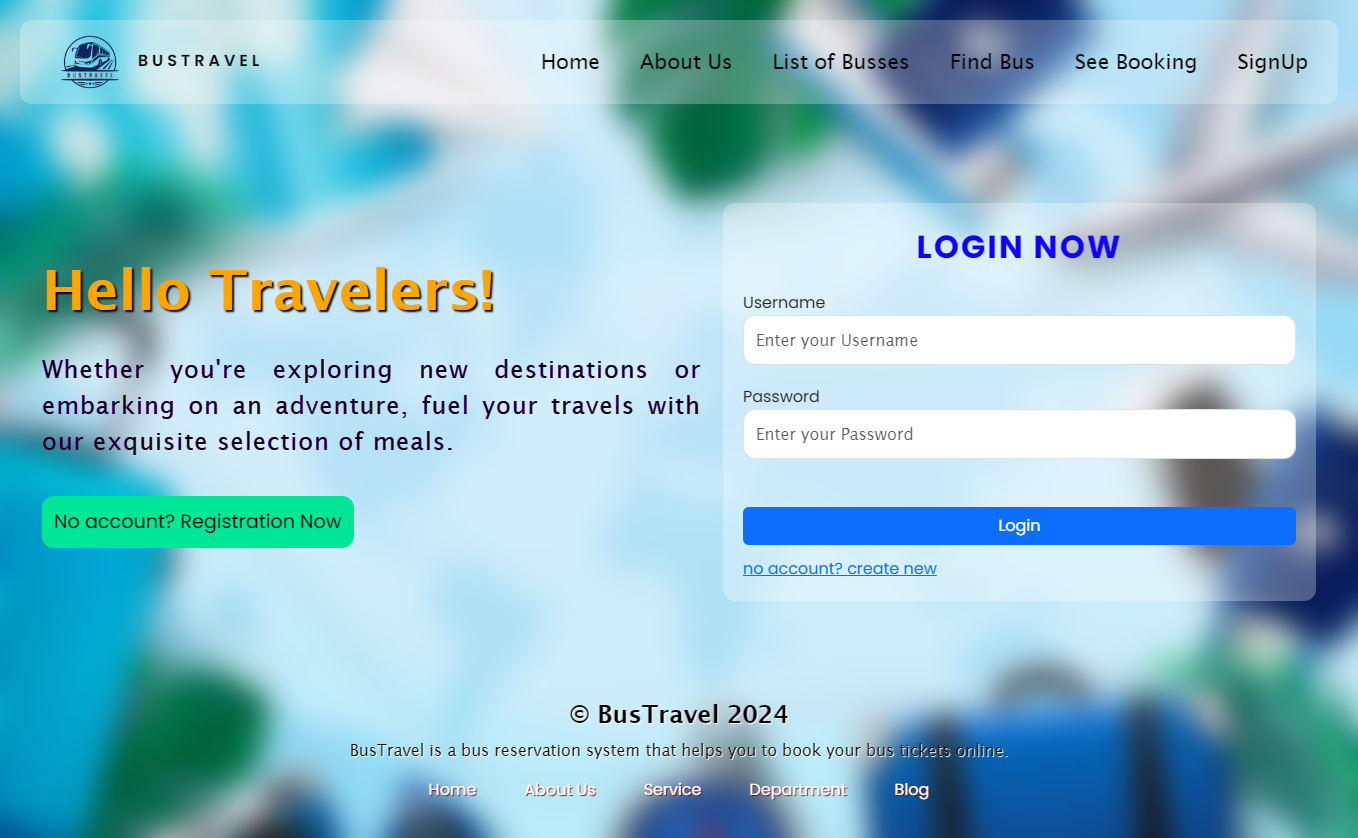 BUSTRAVEL
BUSTRAVEL
Home
About Us
List of Busses
Find Bus
See Booking
SignUp
Hello Travelers!
Whether you're exploring new destinations or
embarking on an adventure, fuel your travels with
our exquisite selection of meals.
No account? Registration Now
LOGIN NOW
Username
Enter your Username
Password
Enter your Password
Login
no account? create new
© BusTravel 2024
BusTravel is a bus reservation system that helps you to book your bus tickets online.
Home
About Us
Service
Department
Blog